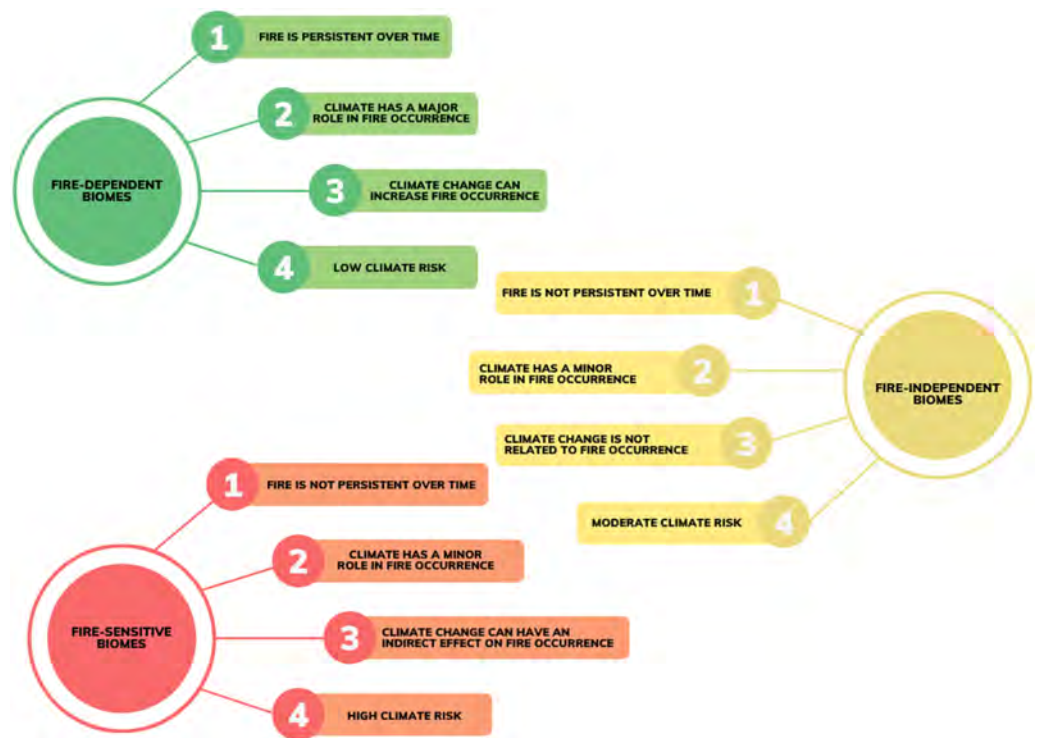 FIRE-DEPENDENT
BIOMES
1
FIRE IS PERSISTENT OVER TIME
2
CLIMATE HAS A MAJOR
ROLE IN FIRE OCCURRENCE
3
CLIMATE CHANGE CAN
INCREASE FIRE OCCURRENCE
4
LOW CLIMATE RISK
FIRE-INDEPENDENT
BIOMES
FIRE IS NOT PERSISTENT OVER TIME
1
CLIMATE HAS A MINOR
ROLE IN FIRE OCCURRENCE
2
CLIMATE CHANGE IS NOT
RELATED TO FIRE OCCURRENCE
3
MODERATE CLIMATE RISK
4
FIRE-SENSITIVE
BIOMES
1
FIRE IS NOT PERSISTENT OVER TIME
2
CLIMATE HAS A MINOR
ROLE IN FIRE OCCURRENCE
3
CLIMATE CHANGE CAN HAVE AN
INDIRECT EFFECT ON FIRE OCCURRENCE
4
HIGH CLIMATE RISK